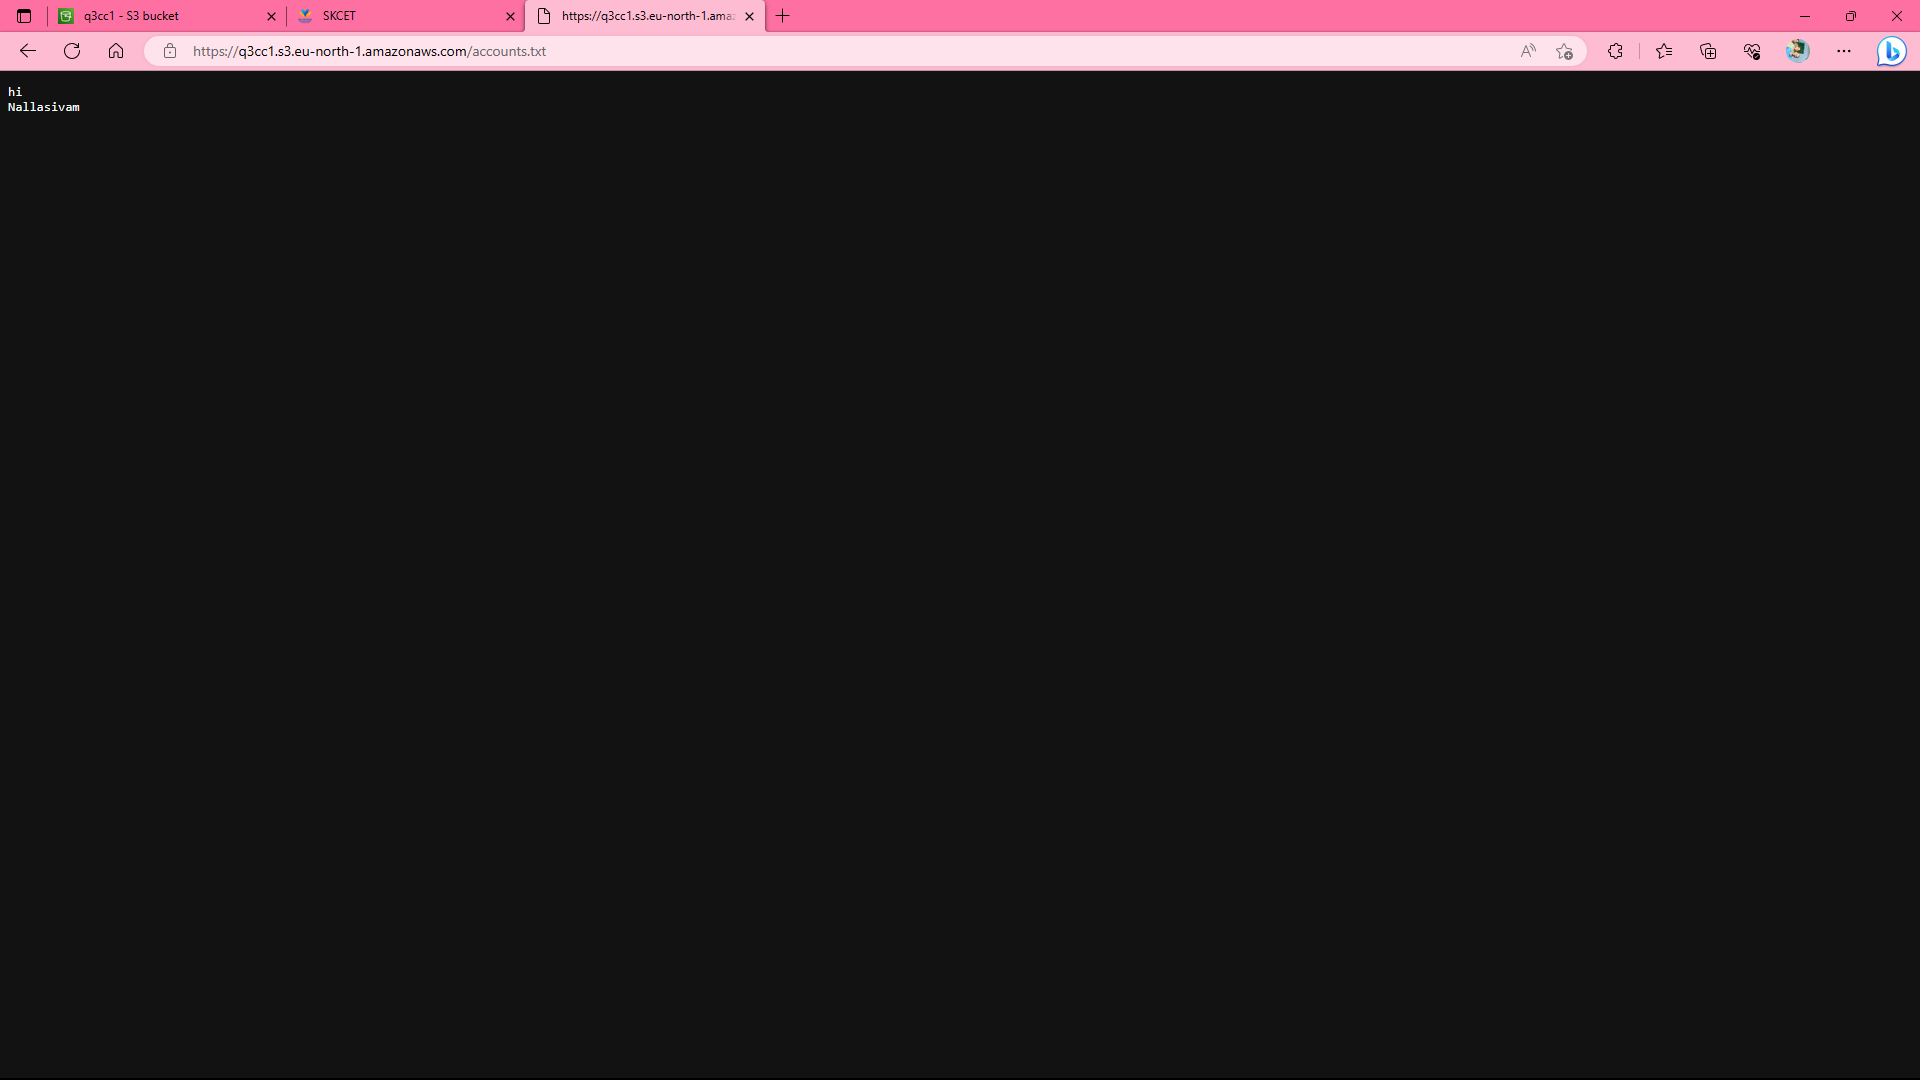 q3cc1 - S3 bucket
SKCET
https://q3cc1.s3.eu-north-1.ama
https://q3cc1.s3.eu-north-1.amazonaws.com/accounts.txt
hi
Nallasivam